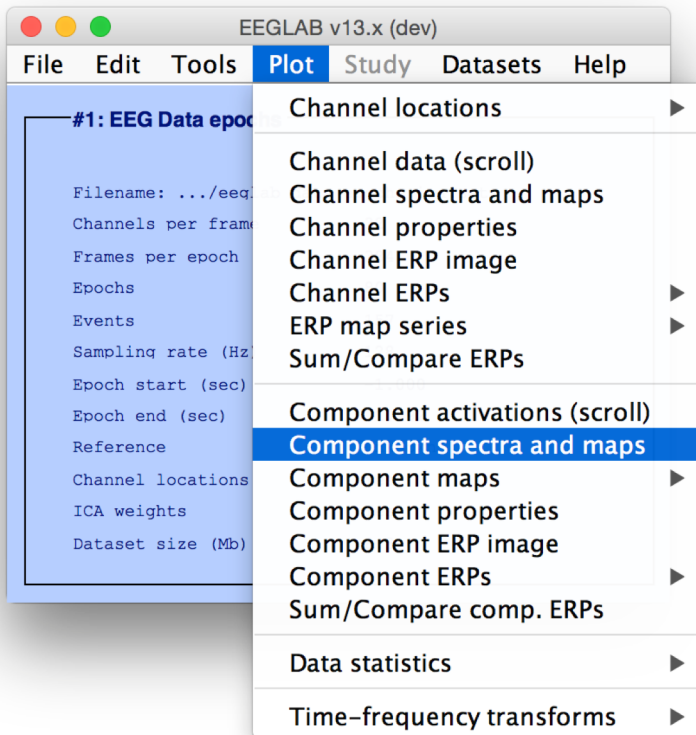 EEGLAB v13.x (dev)
File Edit Tools Plot Study Datasets Help
#1: EEG Data epochs
Filename: .../eegl
Channels per frame
Frames per epoch
Epochs
Events
Sampling rate (Hz)
Epoch start (sec)
Epoch end (sec)
Reference
Channel locations
ICA weights
Dataset size (Mb)
Channel locations
Channel data (scroll)
Channel spectra and maps
Channel properties
Channel ERP image
Channel ERPs
ERP map series
Sum/Compare ERPs
Component activations (scroll)
Component spectra and maps
Component maps
Component properties
Component ERP image
Component ERPs
Sum/Compare comp. ERPs
Data statistics
Time-frequency transforms